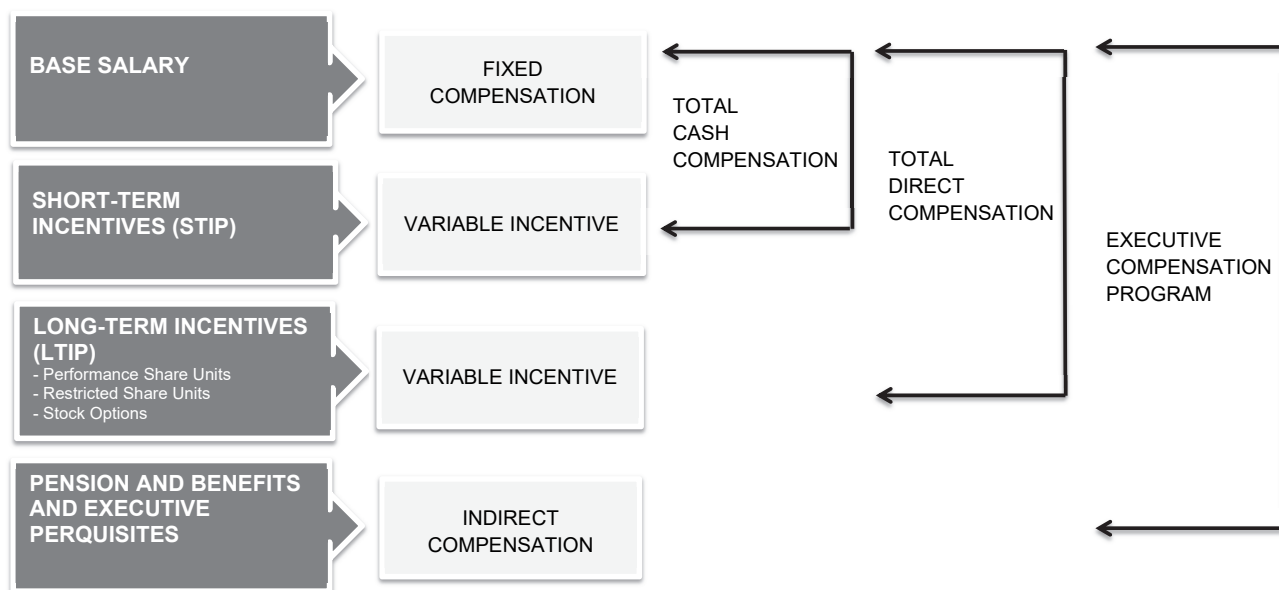 BASE SALARY
FIXED
COMPENSATION
TOTAL
CASH
COMPENSATION
TOTAL
DIRECT
COMPENSATION
EXECUTIVE
COMPENSATION
PROGRAM
SHORT-TERM
INCENTIVES (STIP)
VARIABLE INCENTIVE
LONG-TERM INCENTIVES
(LTIP)
- Performance Share Units
- Restricted Share Units
- Stock Options
VARIABLE INCENTIVE
PENSION AND BENEFITS
AND EXECUTIVE
PERQUISITES
INDIRECT
COMPENSATION